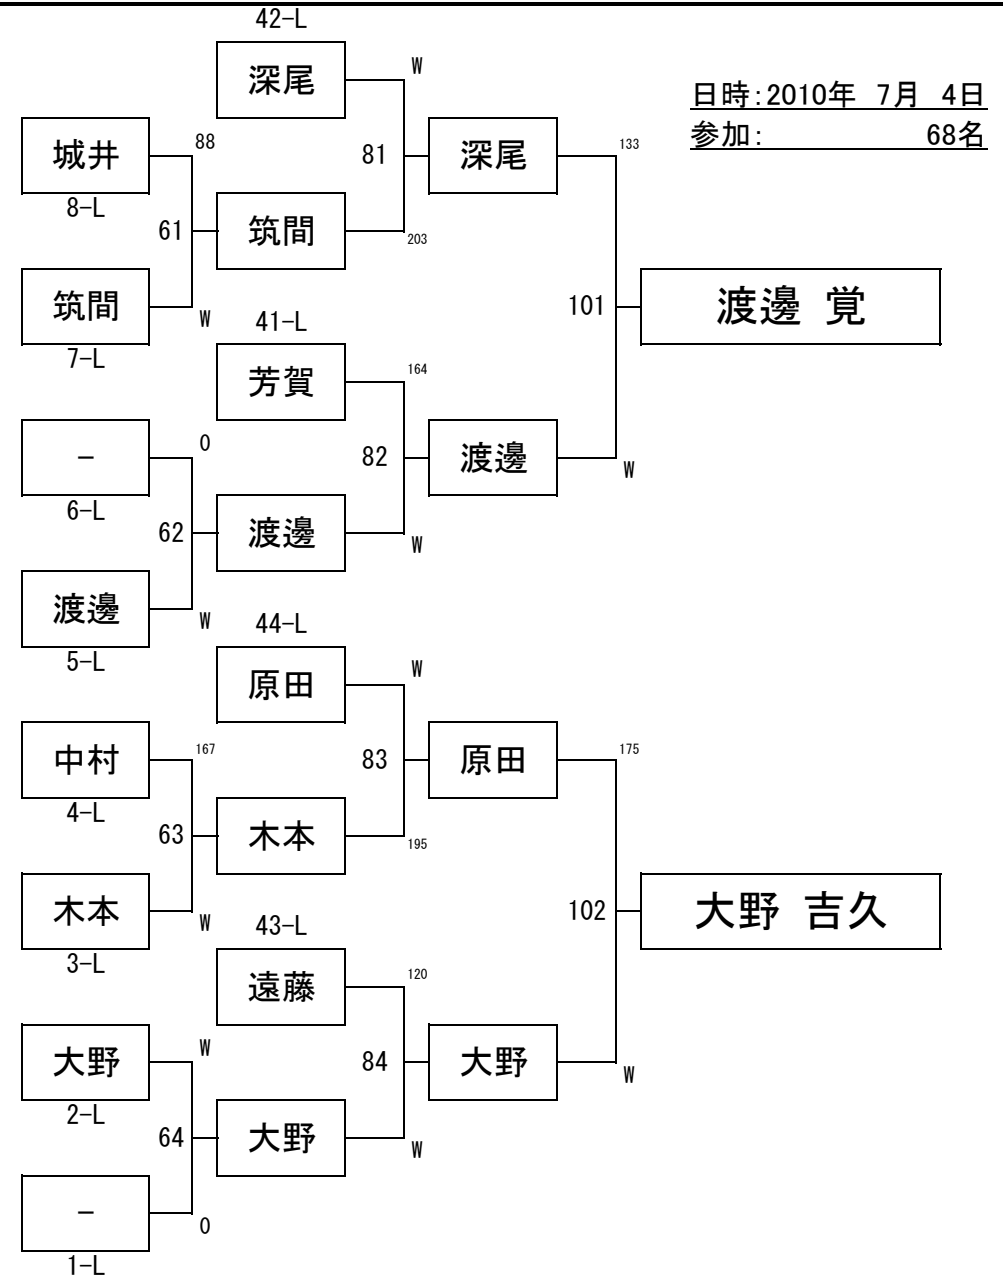 42-L
深尾
W
日時:2010年 7月 4日
参加: 68名
城井
88
81
深尾
133
8-L
61
筑間
203
筑間
W
41-L
101
渡邊 覚
7-L
芳賀
164
-
0
82
渡邊
W
6-L
62
渡邊
W
渡邊
W
44-L
5-L
原田
W
中村
167
83
原田
175
4-L
63
木本
195
木本
W
43-L
102
大野 吉久
3-L
遠藤
120
大野
W
84
大野
W
2-L
64
大野
W
-
0
1-L